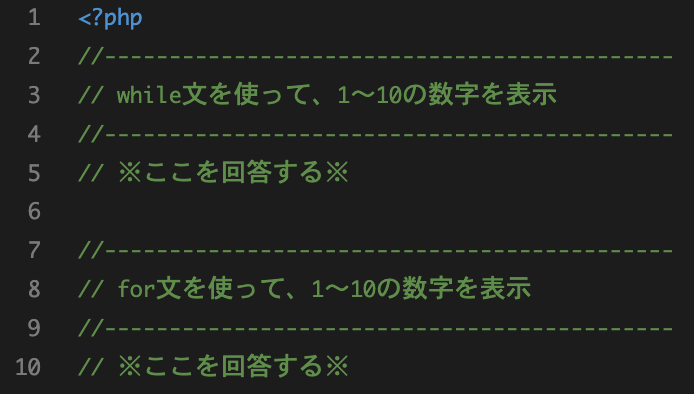 1 <?php
2 //--------------------------------------------
3 // while文を使って、1〜10の数字を表示
4 //--------------------------------------------
5 // ※ここを回答する※
6
7 //--------------------------------------------
8 // for文を使って、1〜10の数字を表示
9 //--------------------------------------------
10 // ※ここを回答する※